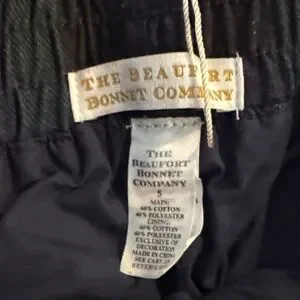 THE BEAUFORT
BONNET COMPANY
THE
BEAUFORT
BONNET
COMPANY
5
MAIN:
60% COTTON
40% POLYESTER
LINING:
60% COTTON
40% POLYESTER
EXCLUSIVE OF
DECORATION
MADE IN CHINA
SEE CARE ON
REVERSE